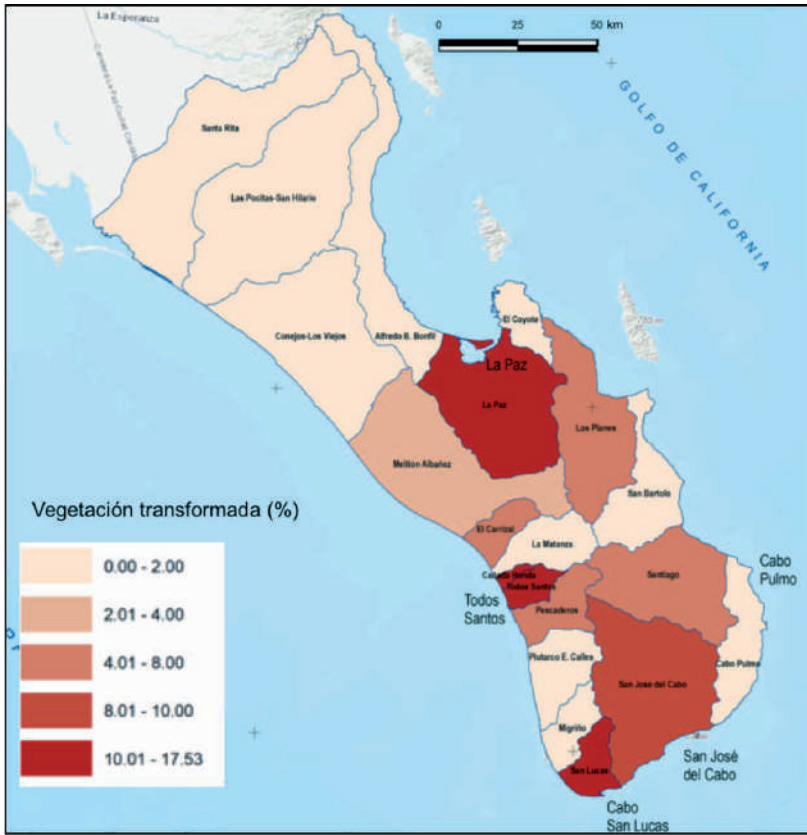 La Esperanza
0
25
50 km
GOLFO DE CALIFORNIA
Santa Rita
Las Pocitas-San Hilario
El Coyote
Conejos-Los Viejos
Alfredo B. Bonfil
La Paz
La Paz
Los Planes
Melitón Albañez
San Bartolo
Vegetación transformada (%)
El Carrizal
La Matanza
0.00 - 2.00
Cabo
Pulmo
Cañada Honda
Santiago
Todos Santos
Todos
Santos
2.01 - 4.00
Pescaderos
4.01 - 8.00
Plutarco E. Calles
Cabo Pulmo
San José del Cabo
8.01 - 10.00
Migriño
10.01 - 17.53
San José
del Cabo
San Lucas
Cabo
San Lucas